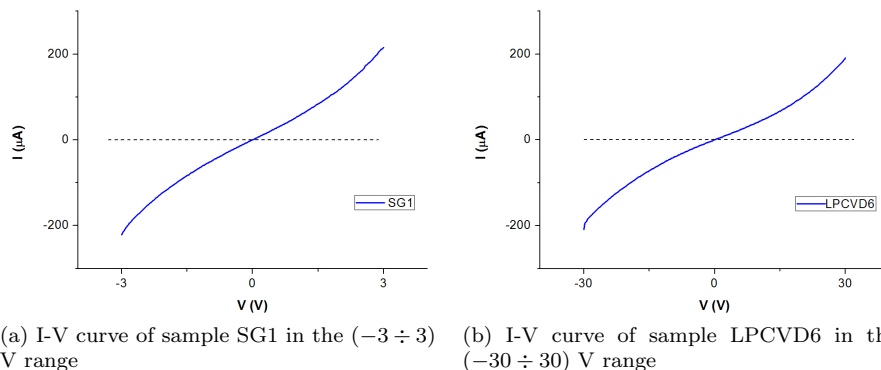 200
0
-200
I (μA)
SG1
-3
0
3
V (V)
(a) I-V curve of sample SG1 in the (−3 ÷ 3)
V range
200
0
-200
I (μA)
LPCVD6
-30
0
30
V (V)
(b) I-V curve of sample LPCVD6 in th
(−30 ÷ 30) V range